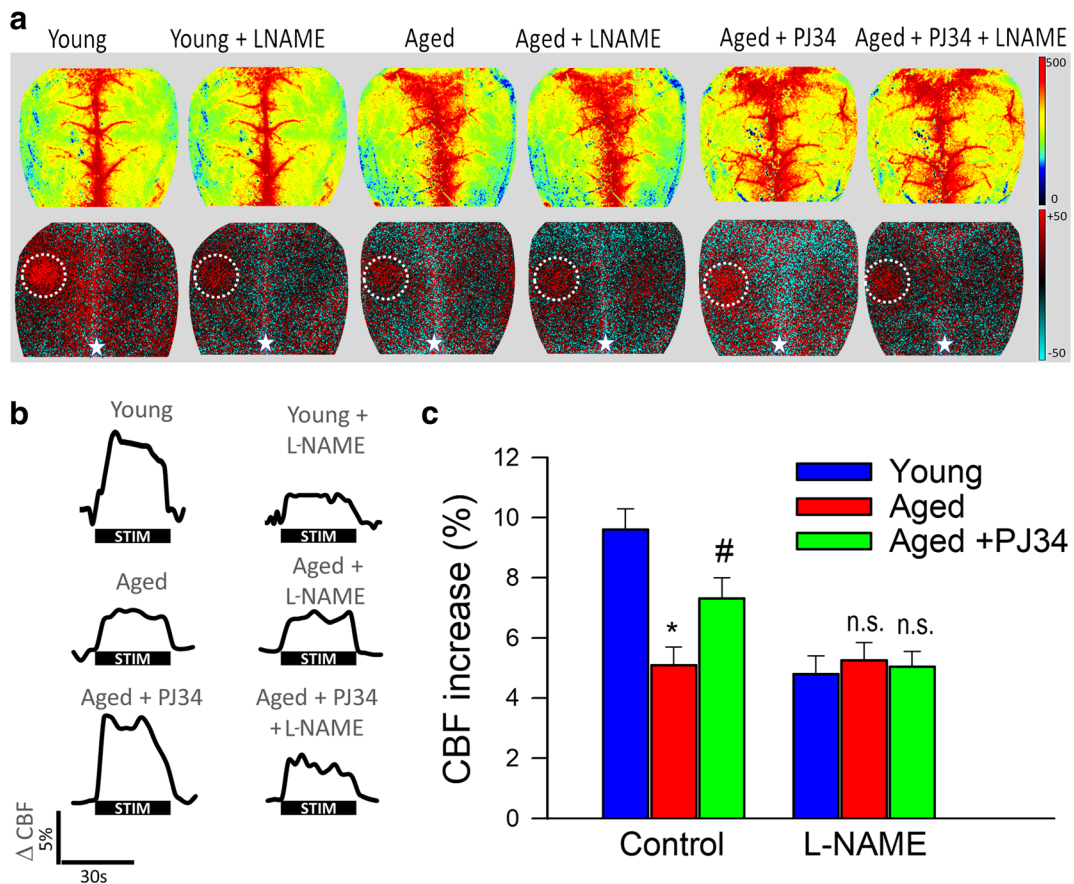 a
Young Young + LNAME Aged Aged + LNAME Aged + PJ34 Aged + PJ34 + LNAME
500
0
+50
-50
b
Young
STIM
Young +
L-NAME
STIM
Aged
STIM
Aged +
L-NAME
STIM
Aged + PJ34
STIM
Aged + PJ34
+ L-NAME
STIM
Δ CBF
5%
30s
c
CBF increase (%)
12
10
8
6
4
2
0
Young
Aged
Aged +PJ34
*
#
n.s. n.s.
Control L-NAME